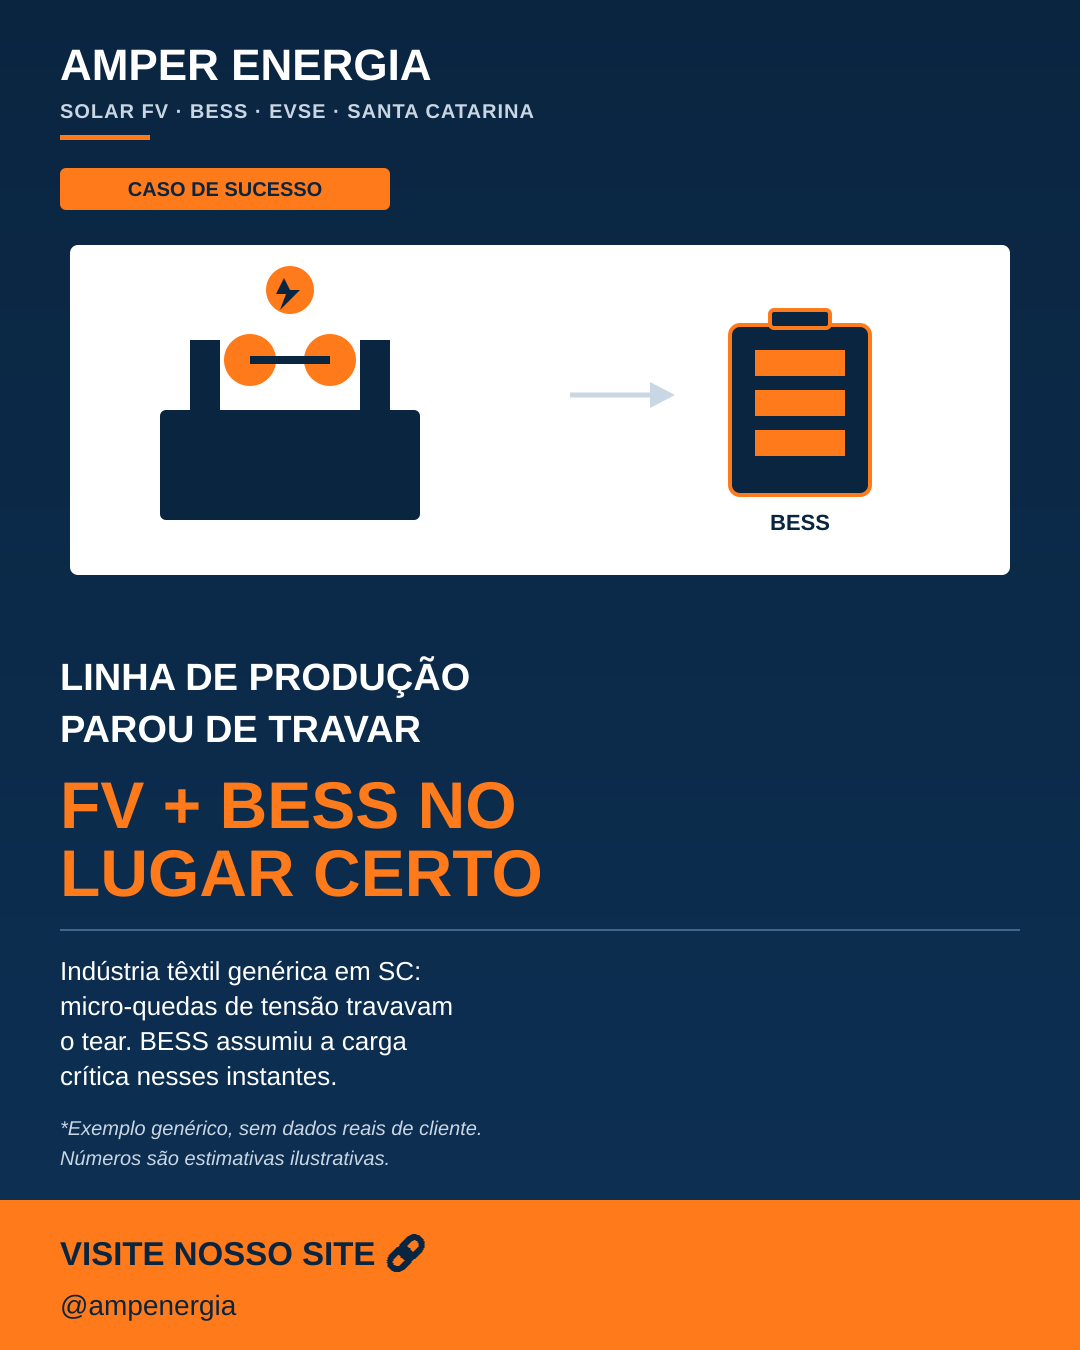 AMPER ENERGIA
SOLAR FV · BESS · EVSE · SANTA CATARINA
CASO DE SUCESSO
BESS
LINHA DE PRODUÇÃO
PAROU DE TRAVAR
FV + BESS NO
LUGAR CERTO
Indústria têxtil genérica em SC:
micro-quedas de tensão travavam
o tear. BESS assumiu a carga
crítica nesses instantes.
*Exemplo genérico, sem dados reais de cliente.
Números são estimativas ilustrativas.
VISITE NOSSO SITE 🔗
@ampenergia